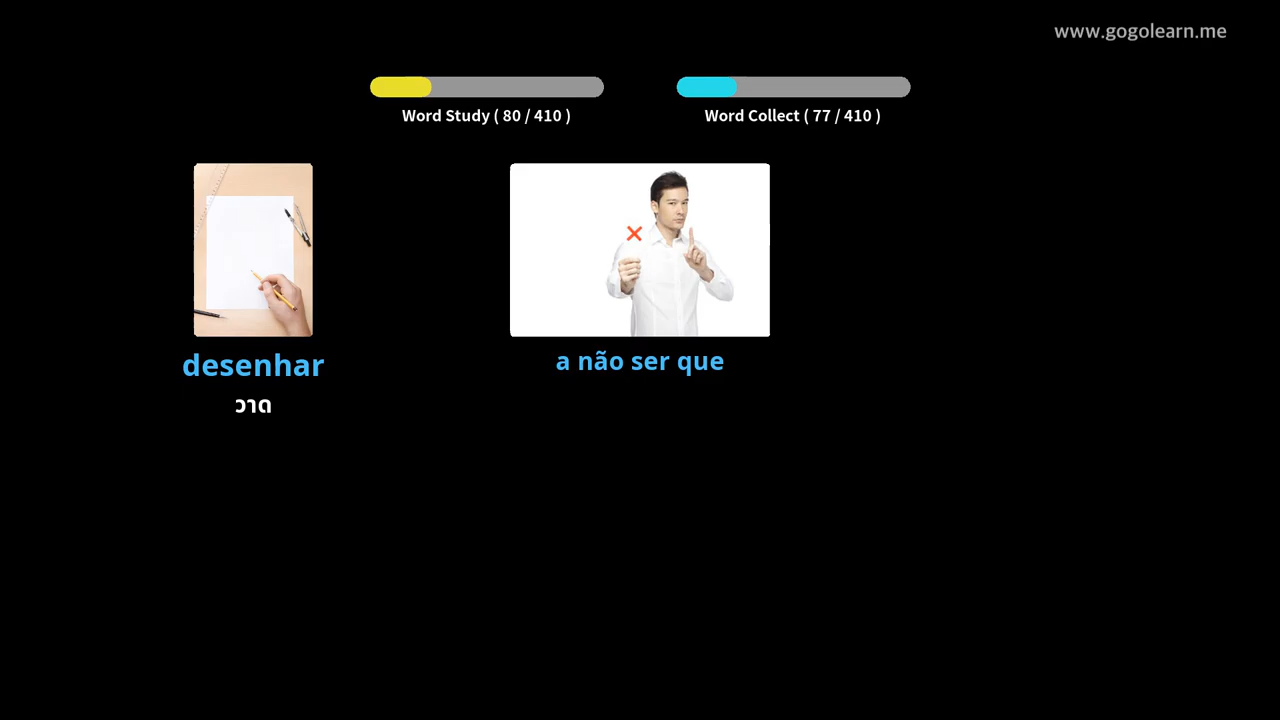 www.gogolearn.me
Word Study ( 80 / 410 )
Word Collect ( 77 / 410 )
desenhar
วาด
a não ser que